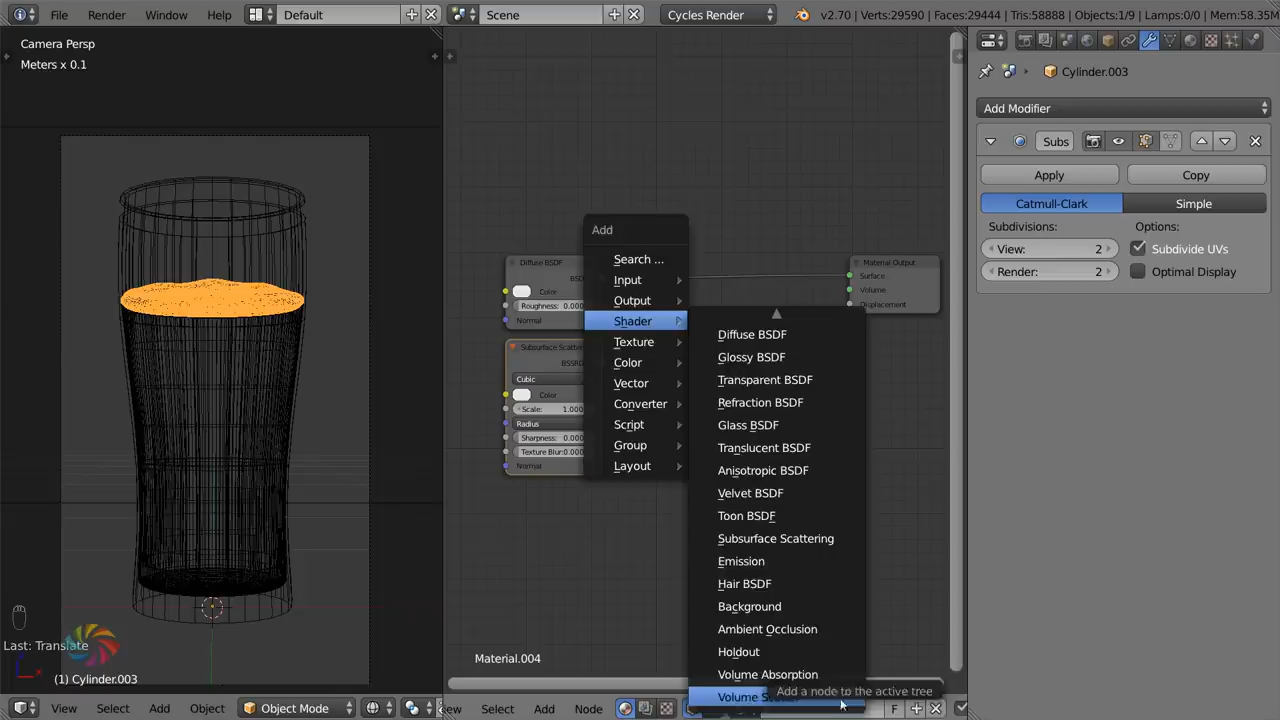 File Render Window Help Default Scene Cycles Render v2.70 | Verts:29590 | Faces:29444 | Tris:58888 | Objects:1/9 | Lamps:0/0 | Mem:58.35M
Camera Persp
Meters x 0.1
Cylinder.003
Add Modifier
Subs
Apply Copy
Catmull-Clark Simple
Subdivisions: Options:
View: 2 Subdivide UVs
Render: 2 Optimal Display
Add
Search ...
Input
Output
Shader
Texture
Color
Vector
Converter
Script
Group
Layout
Diffuse BSDF
Color
Roughness: 0.000
Normal
Cubic
Color
Scale: 1.000
Radius
Sharpness: 0.000
Texture Blur:0.000
Normal
Material Output
Surface
Volume
Displacement
Diffuse BSDF
Glossy BSDF
Transparent BSDF
Refraction BSDF
Glass BSDF
Translucent BSDF
Anisotropic BSDF
Velvet BSDF
Toon BSDF
Subsurface Scattering
Emission
Hair BSDF
Background
Ambient Occlusion
Holdout
Volume Absorption
Volume
Add a node to the active tree
Material.004
Last: Translate
(1) Cylinder.003
View Select Add Object Object Mode
Select Add Node F